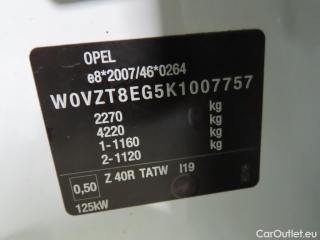 OPEL
e8*2007/46*0264
W0VZT8EG5K1007757
2270 kg
4220 kg
1-1160 kg
2-1120 kg
0,50 Z 40R TATW I19
125kW
CarOutlet.eu